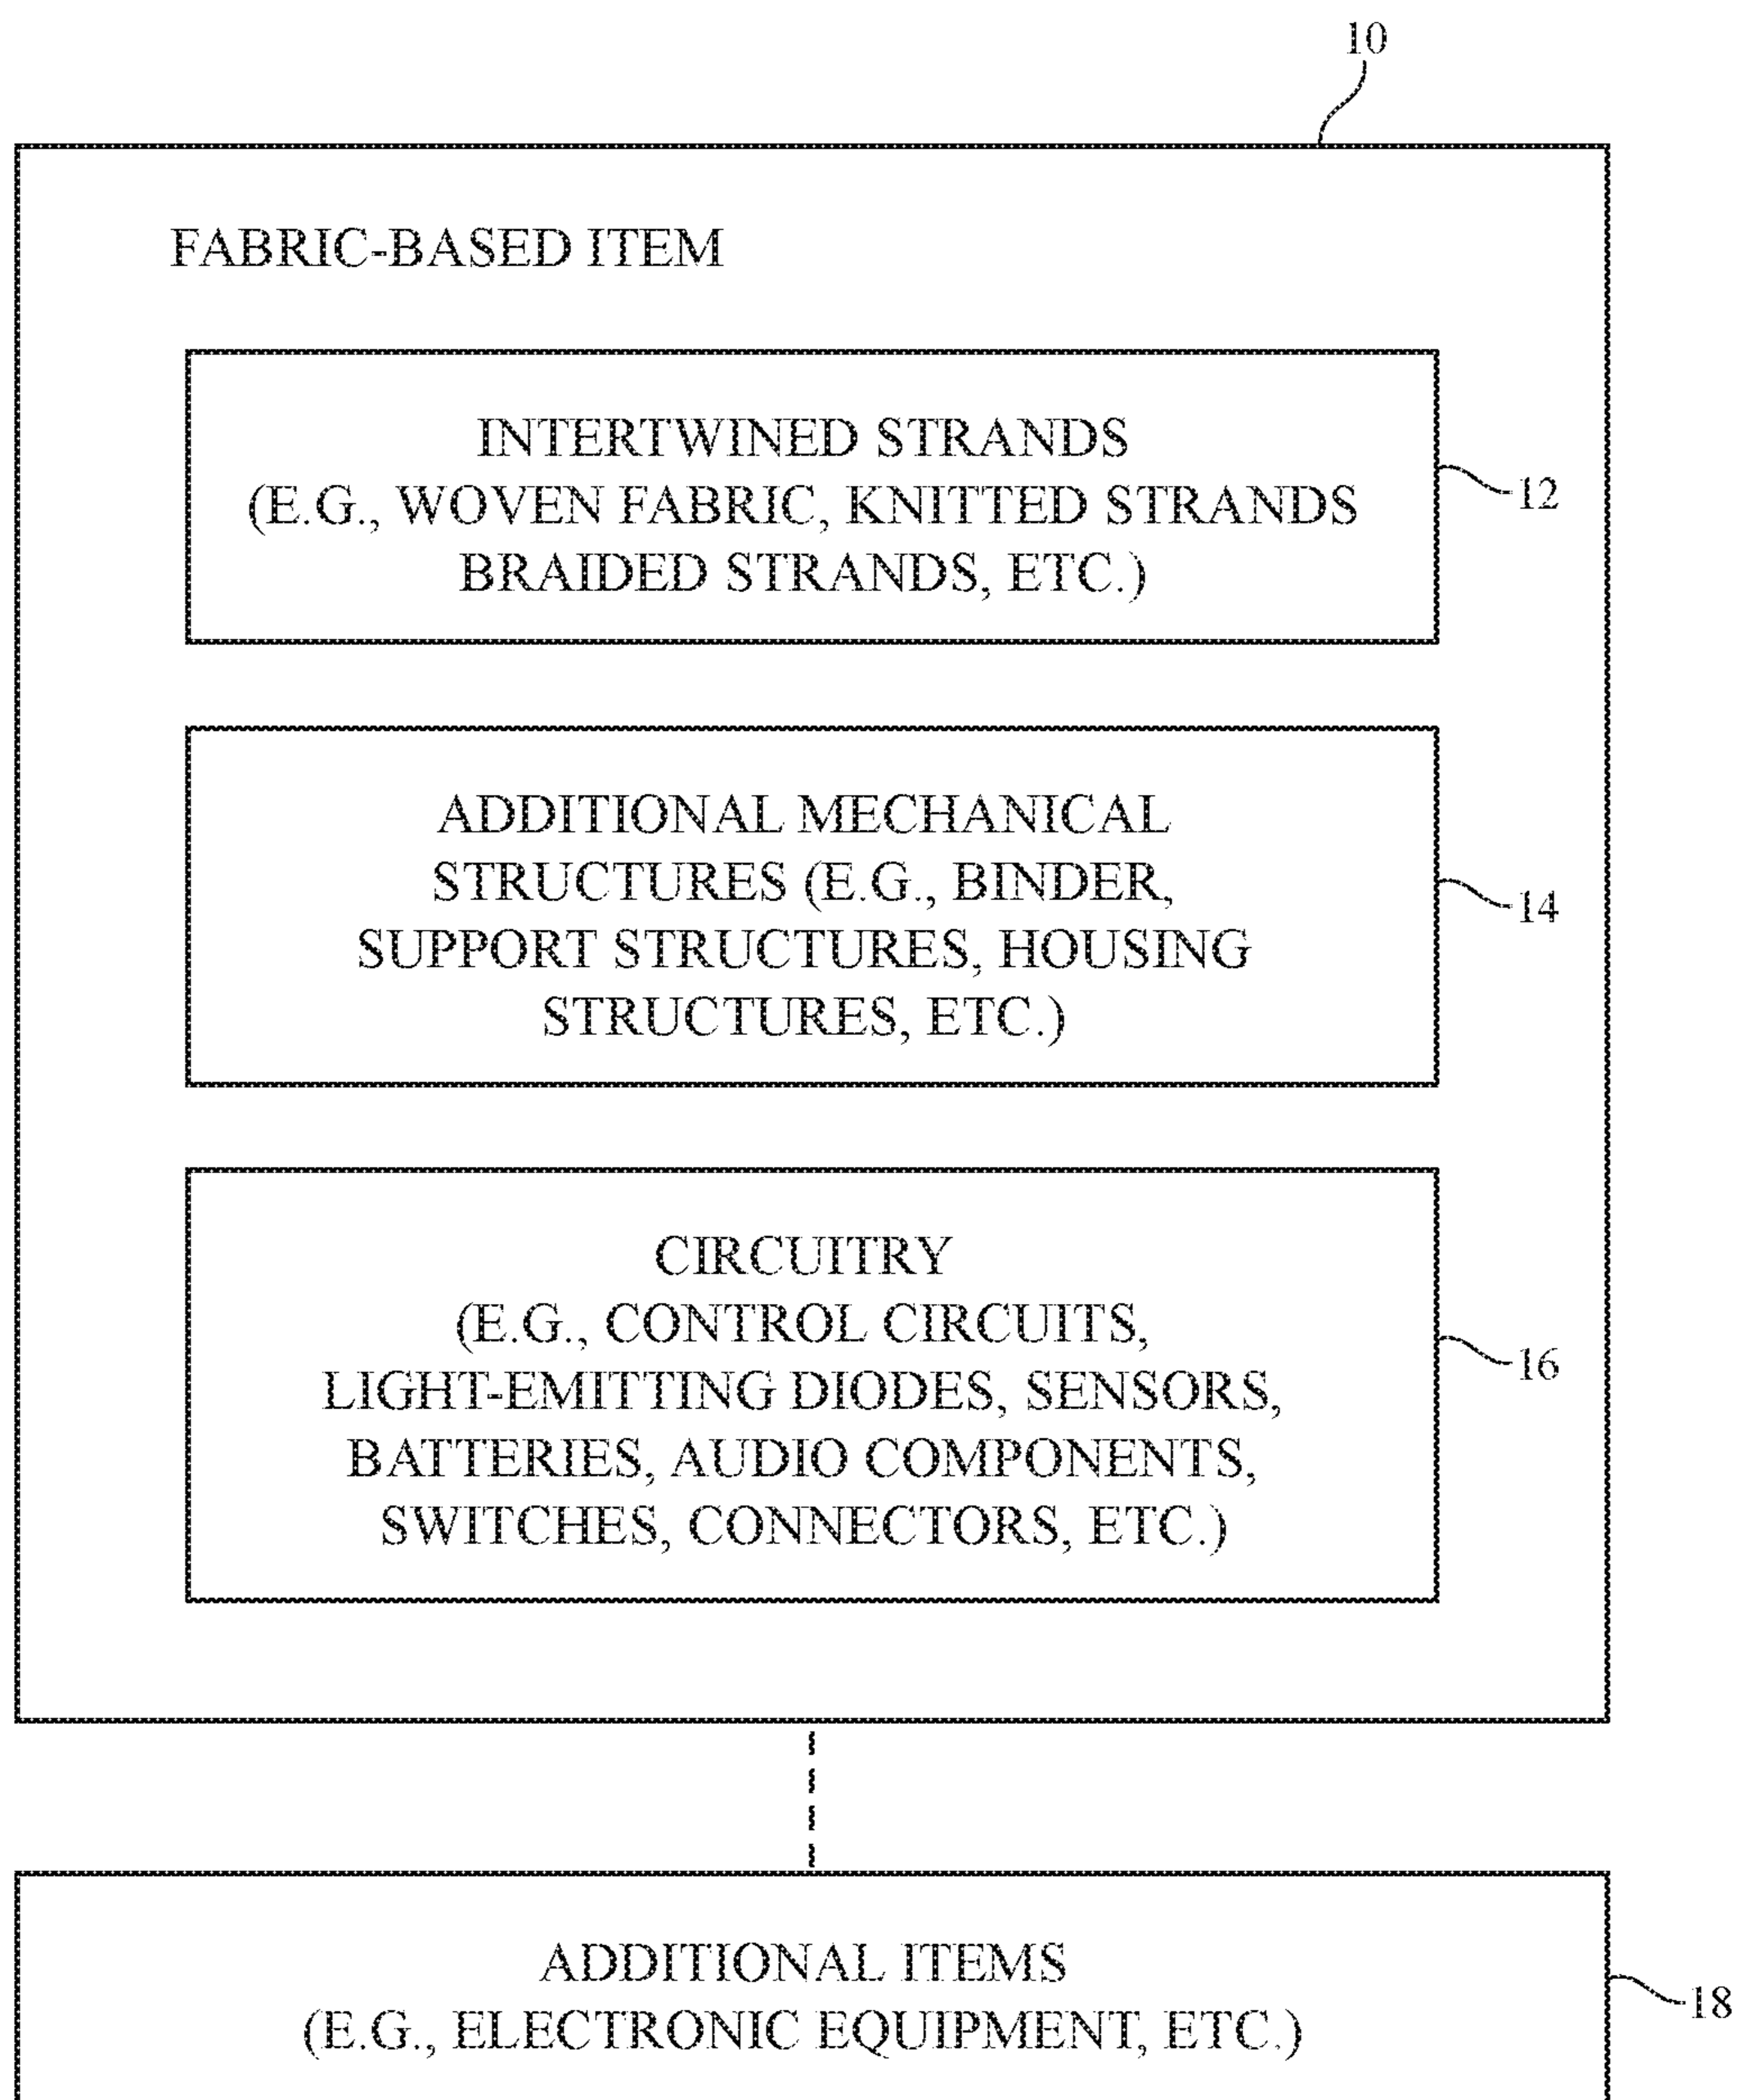 10
FABRIC-BASED ITEM
INTERTWINED STRANDS
(E.G., WOVEN FABRIC, KNITTED STRANDS
BRAIDED STRANDS, ETC.)
12
ADDITIONAL MECHANICAL
STRUCTURES (E.G., BINDER,
SUPPORT STRUCTURES, HOUSING
STRUCTURES, ETC.)
14
CIRCUITRY
(E.G., CONTROL CIRCUITS,
LIGHT-EMITTING DIODES, SENSORS,
BATTERIES, AUDIO COMPONENTS,
SWITCHES, CONNECTORS, ETC.)
16
ADDITIONAL ITEMS
(E.G., ELECTRONIC EQUIPMENT, ETC.)
18